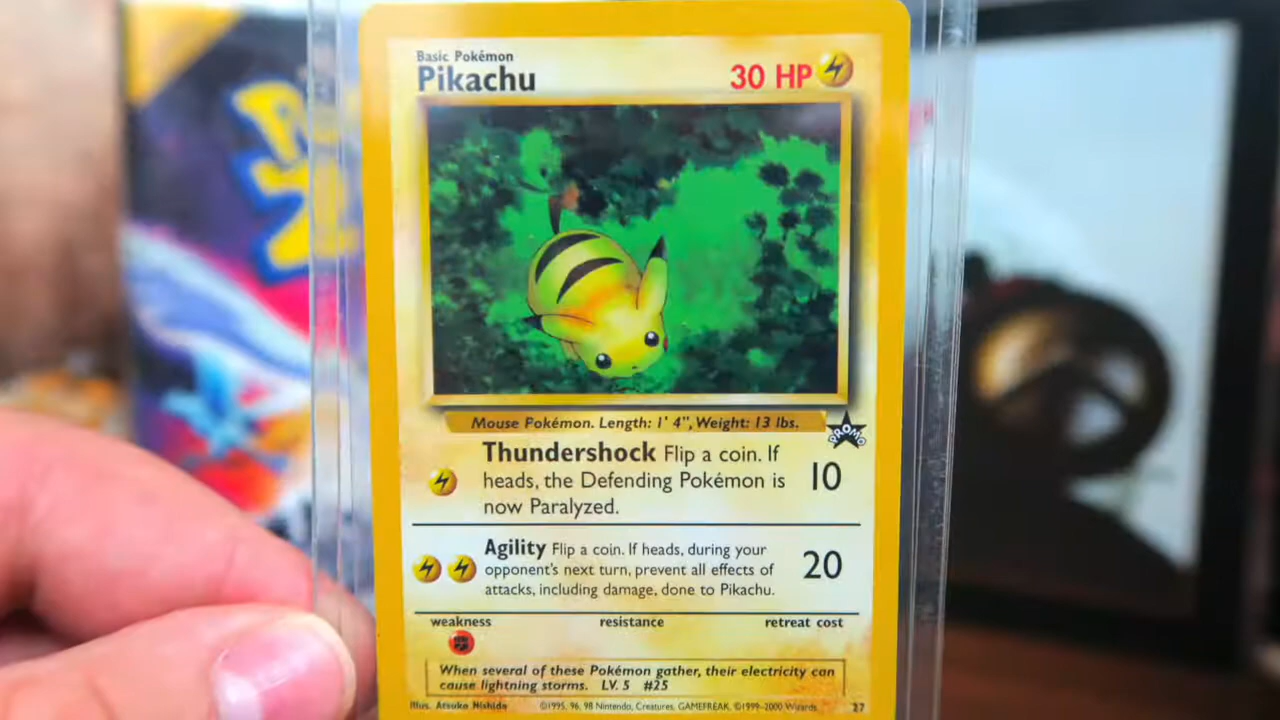 Basic Pokémon
Pikachu
30 HP
Mouse Pokémon. Length: 1' 4", Weight: 13 lbs.
PROMO
Thundershock Flip a coin. If
heads, the Defending Pokémon is
now Paralyzed.
10
Agility Flip a coin. If heads, during your
opponent's next turn, prevent all effects of
attacks, including damage, done to Pikachu.
20
weakness resistance retreat cost
When several of these Pokémon gather, their electricity can
cause lightning storms. LV. 5 #25
Illus. Atsuko Nishida ©1995, 96, 98 Nintendo, Creatures, GAMEFREAK. ©1999-2000 Wizards. 27